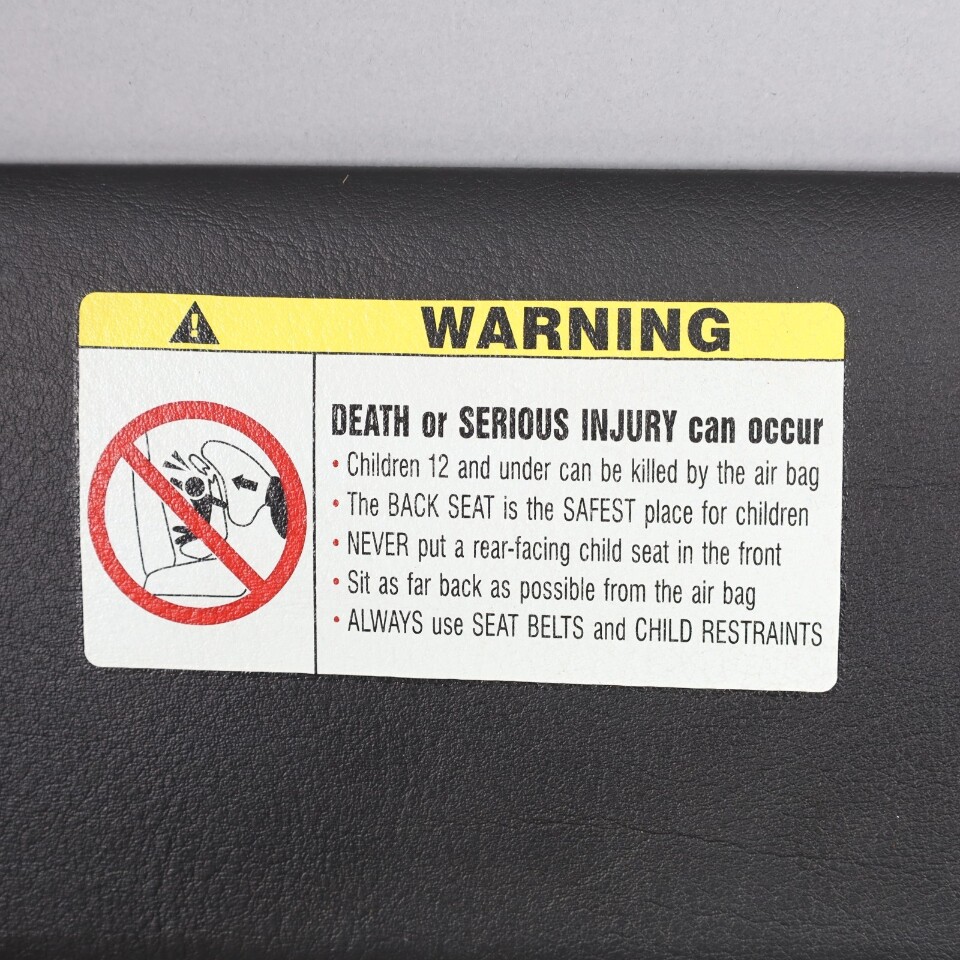 WARNING
DEATH or SERIOUS INJURY can occur
• Children 12 and under can be killed by the air bag
• The BACK SEAT is the SAFEST place for children
• NEVER put a rear-facing child seat in the front
• Sit as far back as possible from the air bag
• ALWAYS use SEAT BELTS and CHILD RESTRAINTS